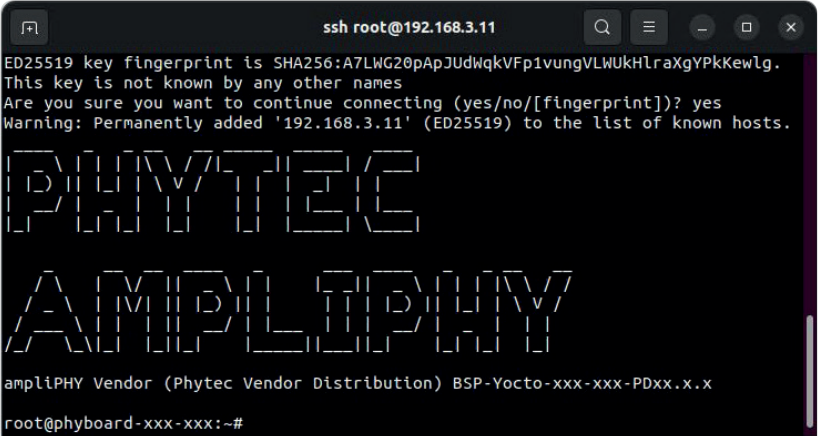 ssh root@192.168.3.11
ED25519 key fingerprint is SHA256:A7LWG20pApJUdWqkVFp1vungVLWUkHlraXgYPkKewlg.
This key is not known by any other names
Are you sure you want to continue connecting (yes/no/[fingerprint])? yes
Warning: Permanently added '192.168.3.11' (ED25519) to the list of known hosts.
PHYTEC
AMPLIPHY
ampliPHY Vendor (Phytec Vendor Distribution) BSP-Yocto-xxx-xxx-PDxx.x.x
root@phyboard-xxx-xxx:~#